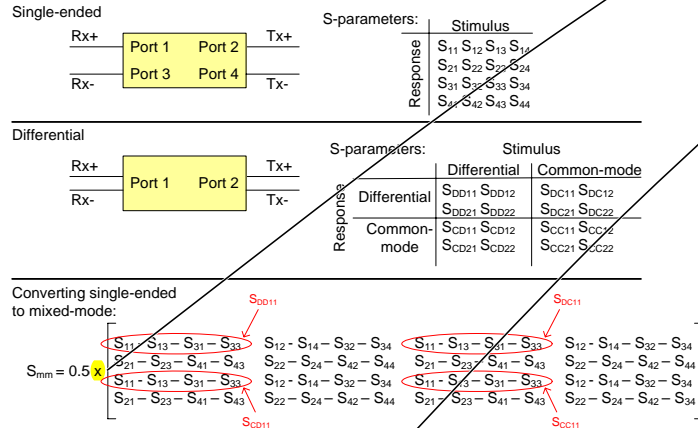 Single-ended
Rx+ Port 1 Port 2 Tx+
Rx- Port 3 Port 4 Tx-
S-parameters:
Stimulus
Response
S11 S12 S13 S14
S21 S22 S23 S24
S31 S32 S33 S34
S41 S42 S43 S44
Differential
Rx+ Tx+
Port 1 Port 2
Rx- Tx-
S-parameters: Stimulus
Differential Common-mode
Response
Differential SDD11 SDD12 SDC11 SDC12
SDD21 SDD22 SDC21 SDC22
Common- SCD11 SCD12 SCC11 SCC12
mode SCD21 SCD22 SCC21 SCC22
Converting single-ended
to mixed-mode:
SDD11 SDC11
S11 - S13 – S31 – S33 S12 - S14 – S32 – S34 S11 - S13 – S31 – S33 S12 - S14 – S32 – S34
S21 – S23 – S41 – S43 S22 – S24 – S42 – S44 S21 – S23 – S41 – S43 S22 – S24 – S42 – S44
Smm = 0.5 x
S11 - S13 – S31 – S33 S12 - S14 – S32 – S34 S11 - S13 – S31 – S33 S12 - S14 – S32 – S34
S21 – S23 – S41 – S43 S22 – S24 – S42 – S44 S21 – S23 – S41 – S43 S22 – S24 – S42 – S44
SCD11 SCC11